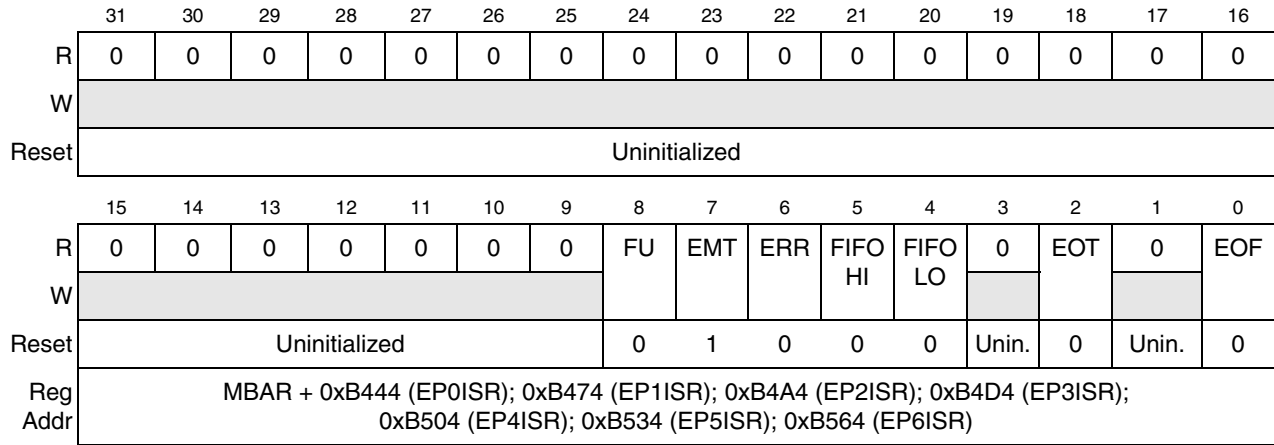 31 30 29 28 27 26 25 24 23 22 21 20 19 18 17 16
R 0 0 0 0 0 0 0 0 0 0 0 0 0 0 0 0
W
Reset Uninitialized
15 14 13 12 11 10 9 8 7 6 5 4 3 2 1 0
R 0 0 0 0 0 0 0 FU EMT ERR FIFO FIFO 0 EOT 0 EOF
HI LO
W
Reset Uninitialized 0 1 0 0 0 Unin. 0 Unin. 0
Reg MBAR + 0xB444 (EP0ISR); 0xB474 (EP1ISR); 0xB4A4 (EP2ISR); 0xB4D4 (EP3ISR);
Addr 0xB504 (EP4ISR); 0xB534 (EP5ISR); 0xB564 (EP6ISR)